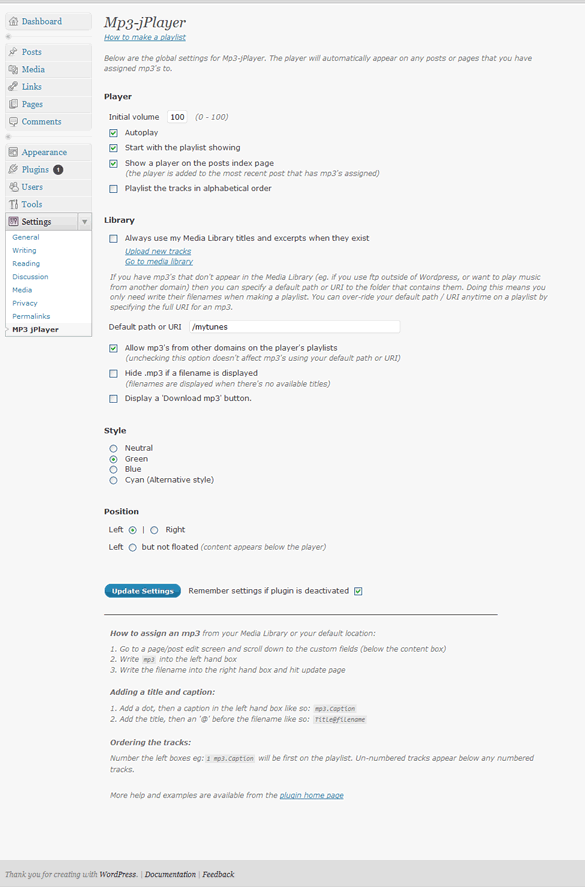 Dashboard
Posts
Media
Links
Pages
Comments
Appearance
Plugins 1
Users
Tools
Settings
General
Writing
Reading
Discussion
Media
Privacy
Permalinks
MP3 jPlayer
Mp3-jPlayer
How to make a playlist
Below are the global settings for Mp3-jPlayer. The player will automatically appear on any posts or pages that you have
assigned mp3's to.
Player
Initial volume 100 (0 - 100)
Autoplay
Start with the playlist showing
Show a player on the posts index page
(the player is added to the most recent post that has mp3's assigned)
Playlist the tracks in alphabetical order
Library
Always use my Media Library titles and excerpts when they exist
Upload new tracks
Go to media library
If you have mp3's that don't appear in the Media Library (eg. if you use ftp outside of Wordpress, or want to play music
from another domain) then you can specify a default path or URI to the folder that contains them. Doing this means you
only need write their filenames when making a playlist. You can over-ride your default path / URI anytime on a playlist by
specifying the full URI for an mp3.
Default path or URI /mytunes
Allow mp3's from other domains on the player's playlists
(unchecking this option doesn't affect mp3's using your default path or URI)
Hide .mp3 if a filename is displayed
(filenames are displayed when there's no available titles)
Display a 'Download mp3' button.
Style
Neutral
Green
Blue
Cyan (Alternative style)
Position
Left | Right
Left but not floated (content appears below the player)
Update Settings Remember settings if plugin is deactivated
How to assign an mp3 from your Media Library or your default location:
1. Go to a page/post edit screen and scroll down to the custom fields (below the content box)
2. Write mp3 into the left hand box
3. Write the filename into the right hand box and hit update page
Adding a title and caption:
1. Add a dot, then a caption in the left hand box like so: mp3.Caption
2. Add the title, then an '@' before the filename like so: Title@filename
Ordering the tracks:
Number the left boxes eg: 1 mp3.Caption will be first on the playlist. Un-numbered tracks appear below any numbered
tracks.
More help and examples are available from the plugin home page
Thank you for creating with WordPress. | Documentation | Feedback